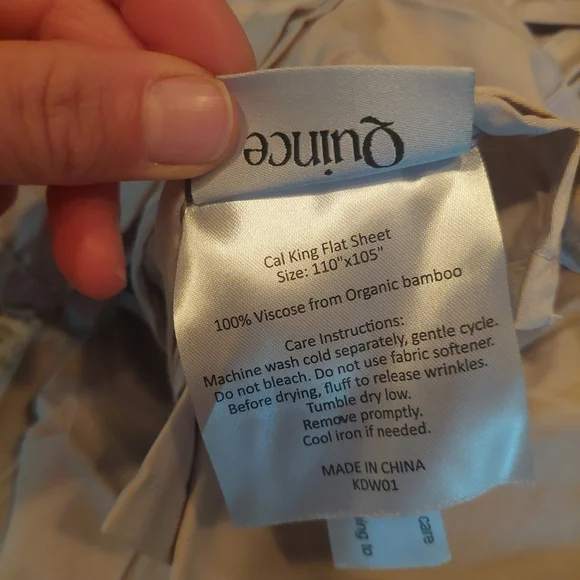 Quince
Cal King Flat Sheet
Size: 110"x105"
100% Viscose from Organic bamboo
Care Instructions:
Machine wash cold separately, gentle cycle.
Do not bleach. Do not use fabric softener.
Before drying, fluff to release wrinkles.
Tumble dry low.
Remove promptly.
Cool iron if needed.
MADE IN CHINA
KDW01
care
to